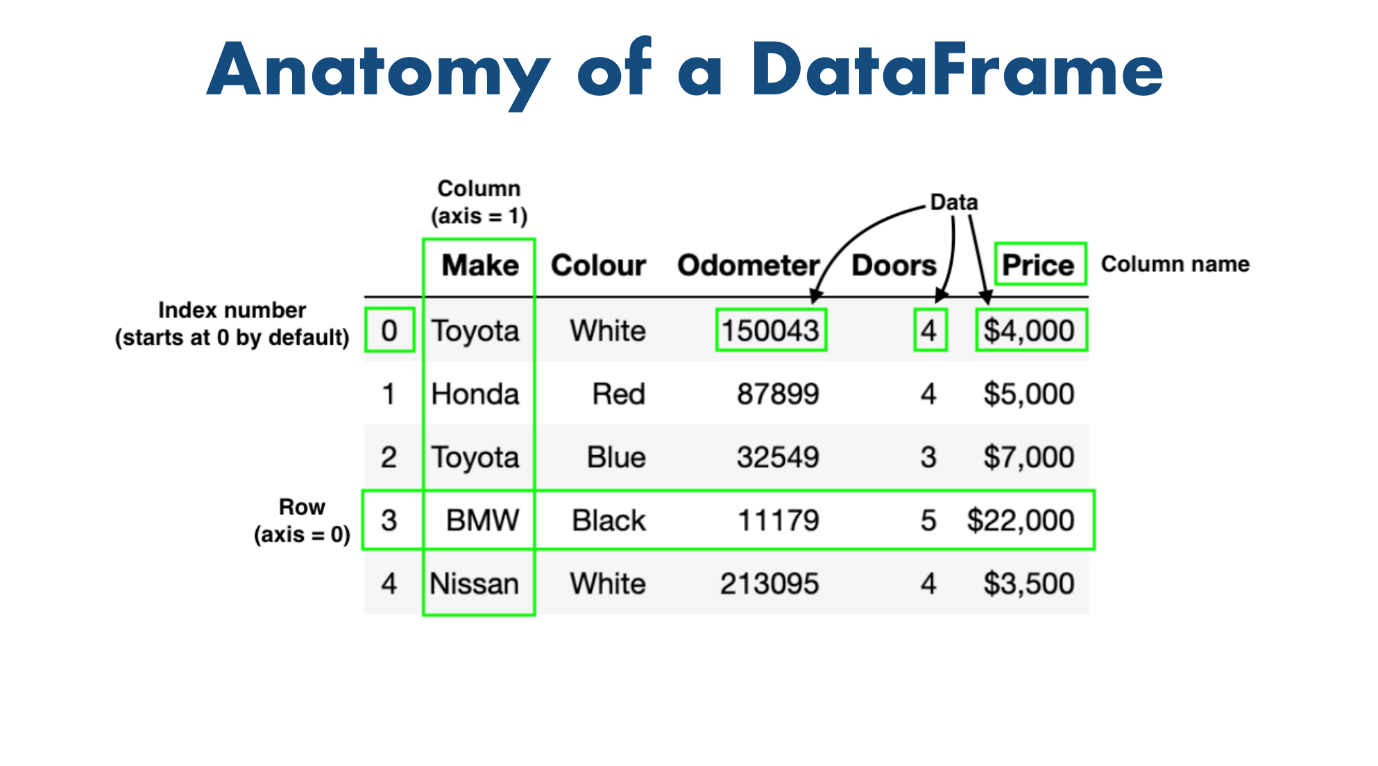 Anatomy of a DataFrame
Column
(axis = 1)
Data
Make Colour Odometer Doors Price Column name
Index number
(starts at 0 by default)
0 Toyota White 150043 4 $4,000
1 Honda Red 87899 4 $5,000
2 Toyota Blue 32549 3 $7,000
Row
(axis = 0)
3 BMW Black 11179 5 $22,000
4 Nissan White 213095 4 $3,500